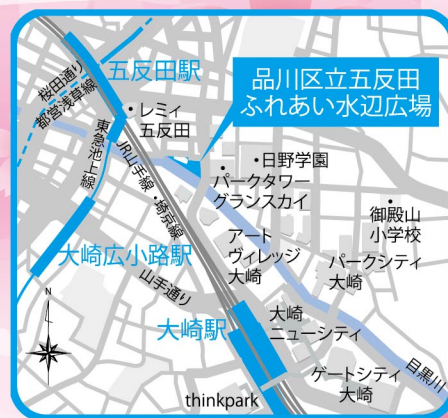 五反田駅
桜田通り
都営浅草線
レミィ
五反田
品川区立五反田
ふれあい水辺広場
東急池上線
JR山手線・埼京線
日野学園
パークタワー
グランスカイ
御殿山
小学校
大崎広小路駅
アート
ヴィレッジ
大崎
パークシティ
大崎
山手通り
大崎駅
大崎
ニューシティ
目黒川
ゲートシティ
大崎
thinkpark
N